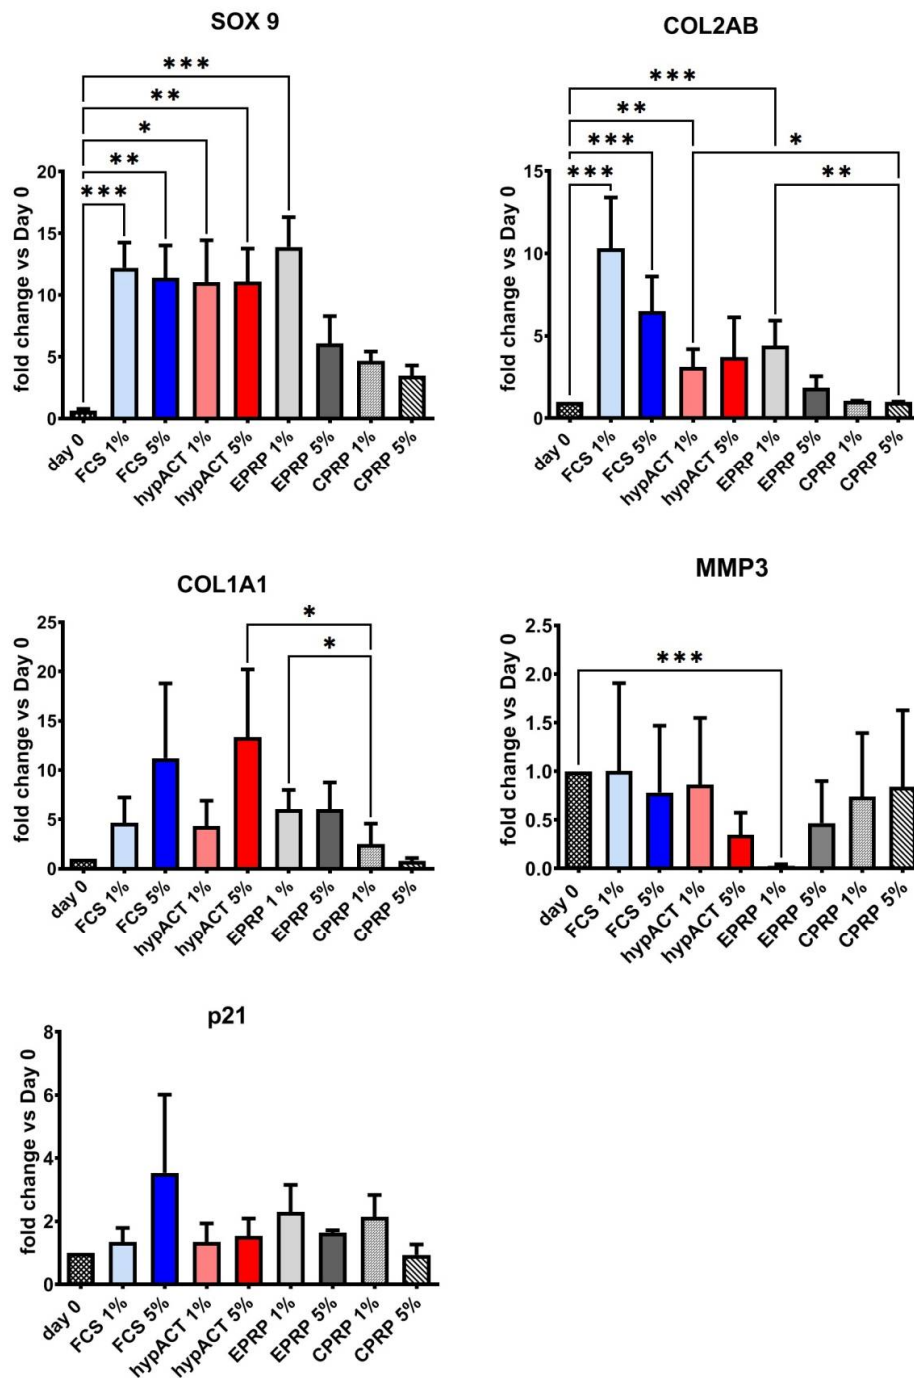 SOX 9
***
**
*
**
***
fold change vs Day 0
20
15
10
5
0
day 0
FCS 1%
FCS 5%
hypACT 1%
hypACT 5%
EPRP 1%
EPRP 5%
CPRP 1%
CPRP 5%
COL2AB
***
**
***
*
***
**
fold change vs Day 0
15
10
5
0
day 0
FCS 1%
FCS 5%
hypACT 1%
hypACT 5%
EPRP 1%
EPRP 5%
CPRP 1%
CPRP 5%
COL1A1
*
*
fold change vs Day 0
25
20
15
10
5
0
day 0
FCS 1%
FCS 5%
hypACT 1%
hypACT 5%
EPRP 1%
EPRP 5%
CPRP 1%
CPRP 5%
MMP3
***
fold change vs Day 0
2.5
2.0
1.5
1.0
0.5
0.0
day 0
FCS 1%
FCS 5%
hypACT 1%
hypACT 5%
EPRP 1%
EPRP 5%
CPRP 1%
CPRP 5%
p21
fold change vs Day 0
8
6
4
2
0
day 0
FCS 1%
FCS 5%
hypACT 1%
hypACT 5%
EPRP 1%
EPRP 5%
CPRP 1%
CPRP 5%